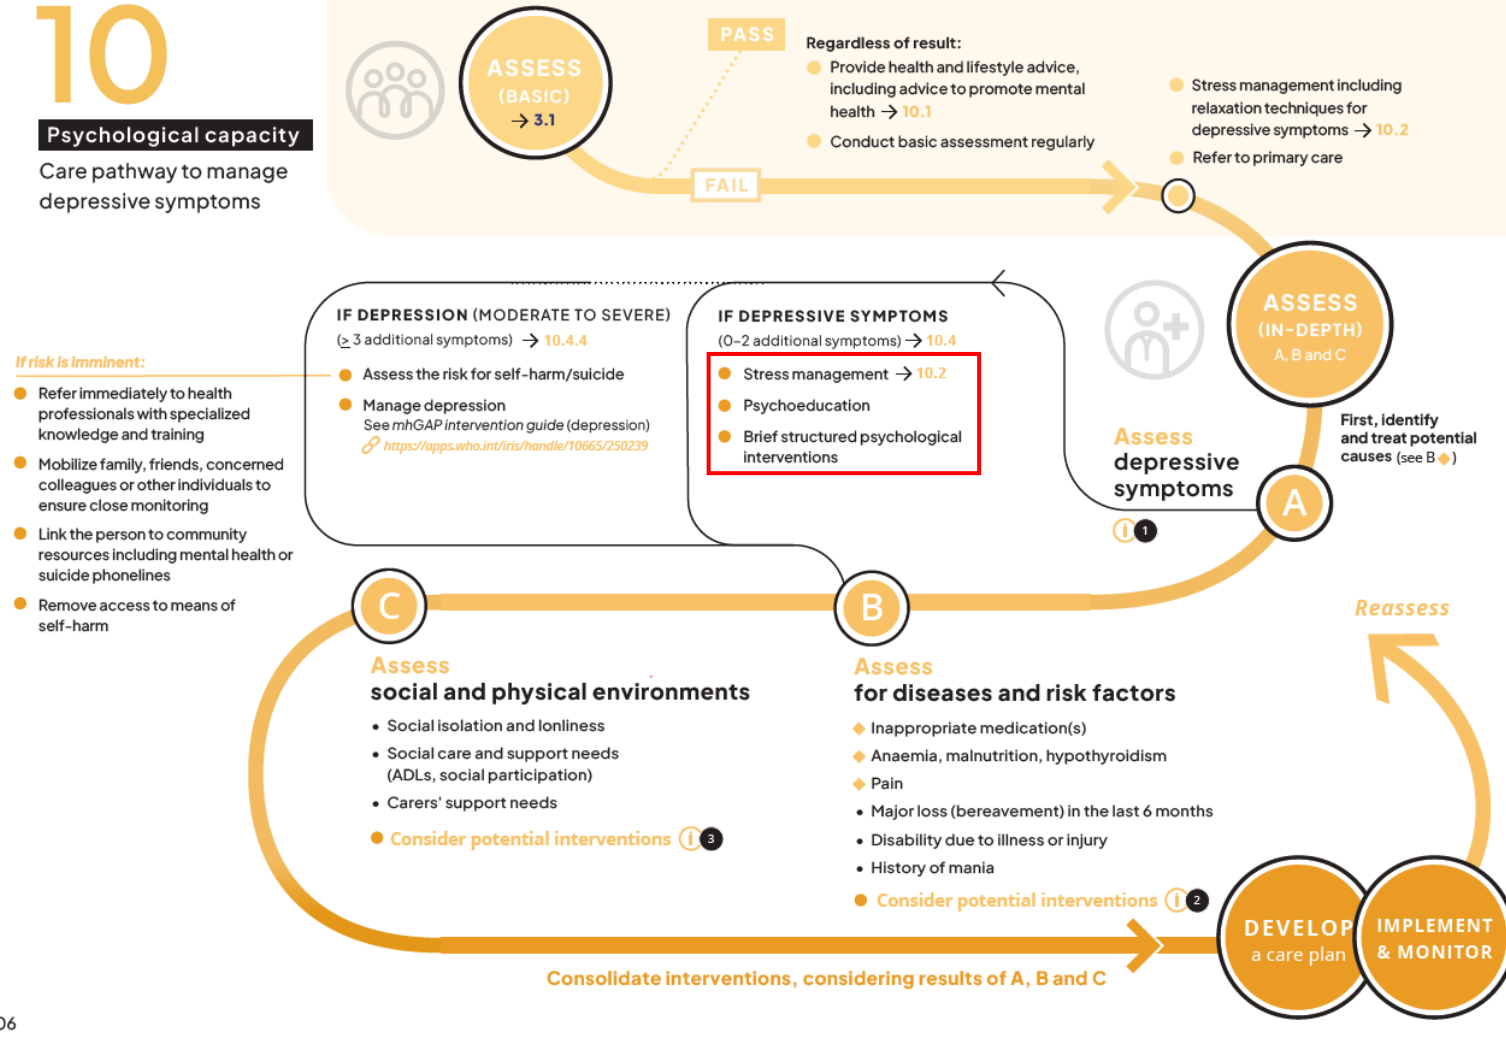 10
Psychological capacity
Care pathway to manage
depressive symptoms
ASSESS
(BASIC)
→ 3.1
PASS
FAIL
Regardless of result:
Provide health and lifestyle advice,
including advice to promote mental
health → 10.1
Conduct basic assessment regularly
Stress management including
relaxation techniques for
depressive symptoms → 10.2
Refer to primary care
ASSESS
(IN-DEPTH)
A, B and C
First, identify
and treat potential
causes (see B ◆)
A
Assess
depressive
symptoms
i 1
IF DEPRESSIVE SYMPTOMS
(0–2 additional symptoms) → 10.4
Stress management → 10.2
Psychoeducation
Brief structured psychological
interventions
IF DEPRESSION (MODERATE TO SEVERE)
(≥ 3 additional symptoms) → 10.4.4
Assess the risk for self-harm/suicide
Manage depression
See mhGAP intervention guide (depression)
https://apps.who.int/iris/handle/10665/250239
If risk is imminent:
Refer immediately to health
professionals with specialized
knowledge and training
Mobilize family, friends, concerned
colleagues or other individuals to
ensure close monitoring
Link the person to community
resources including mental health or
suicide phonelines
Remove access to means of
self-harm
B
Assess
for diseases and risk factors
◆ Inappropriate medication(s)
◆ Anaemia, malnutrition, hypothyroidism
◆ Pain
• Major loss (bereavement) in the last 6 months
• Disability due to illness or injury
• History of mania
Consider potential interventions i 2
C
Assess
social and physical environments
• Social isolation and lonliness
• Social care and support needs
(ADLs, social participation)
• Carers' support needs
Consider potential interventions i 3
Consolidate interventions, considering results of A, B and C
DEVELOP
a care plan
IMPLEMENT
& MONITOR
Reassess
06